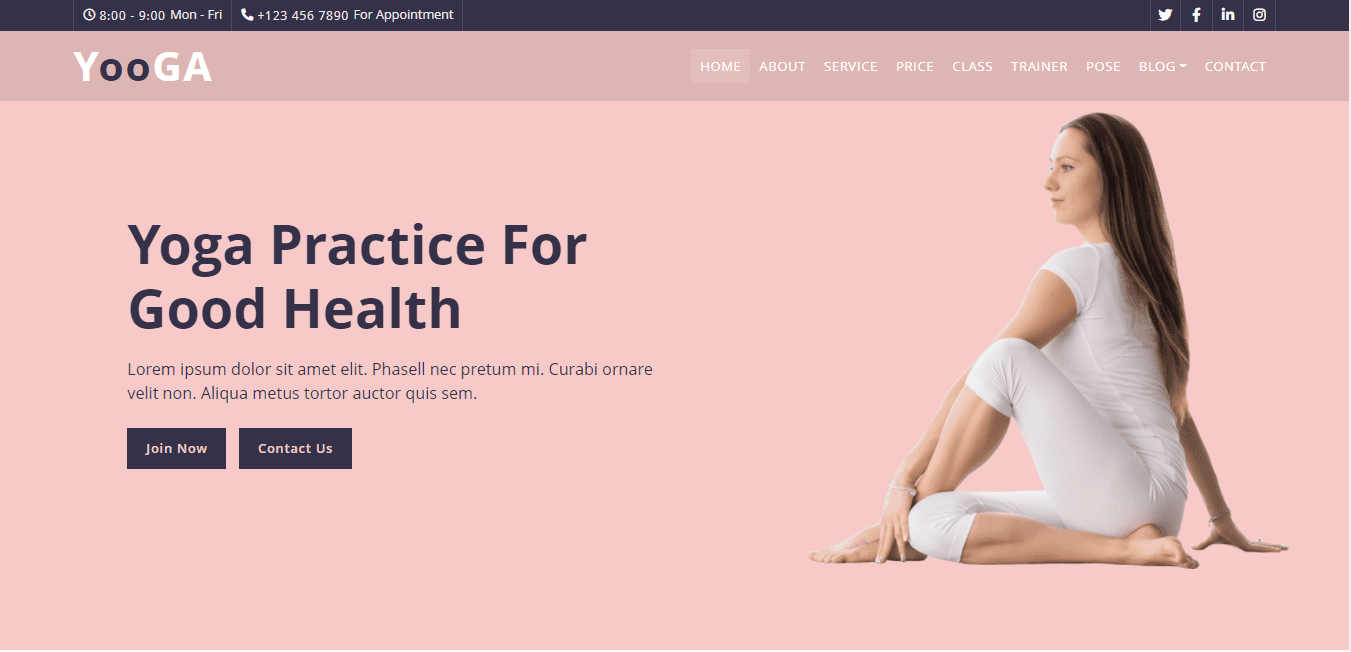 8:00 - 9:00 Mon - Fri +123 456 7890 For Appointment
YooGA HOME ABOUT SERVICE PRICE CLASS TRAINER POSE BLOG CONTACT
Yoga Practice For
Good Health
Lorem ipsum dolor sit amet elit. Phasell nec pretum mi. Curabi ornare
velit non. Aliqua metus tortor auctor quis sem.
Join Now Contact Us